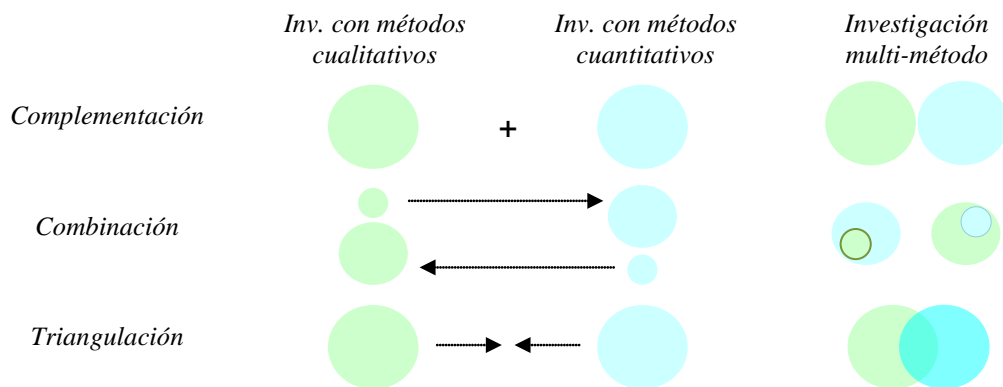 Inv. con métodos
cualitativos
Inv. con métodos
cuantitativos
Investigación
multi-método
Complementación
+
Combinación
Triangulación